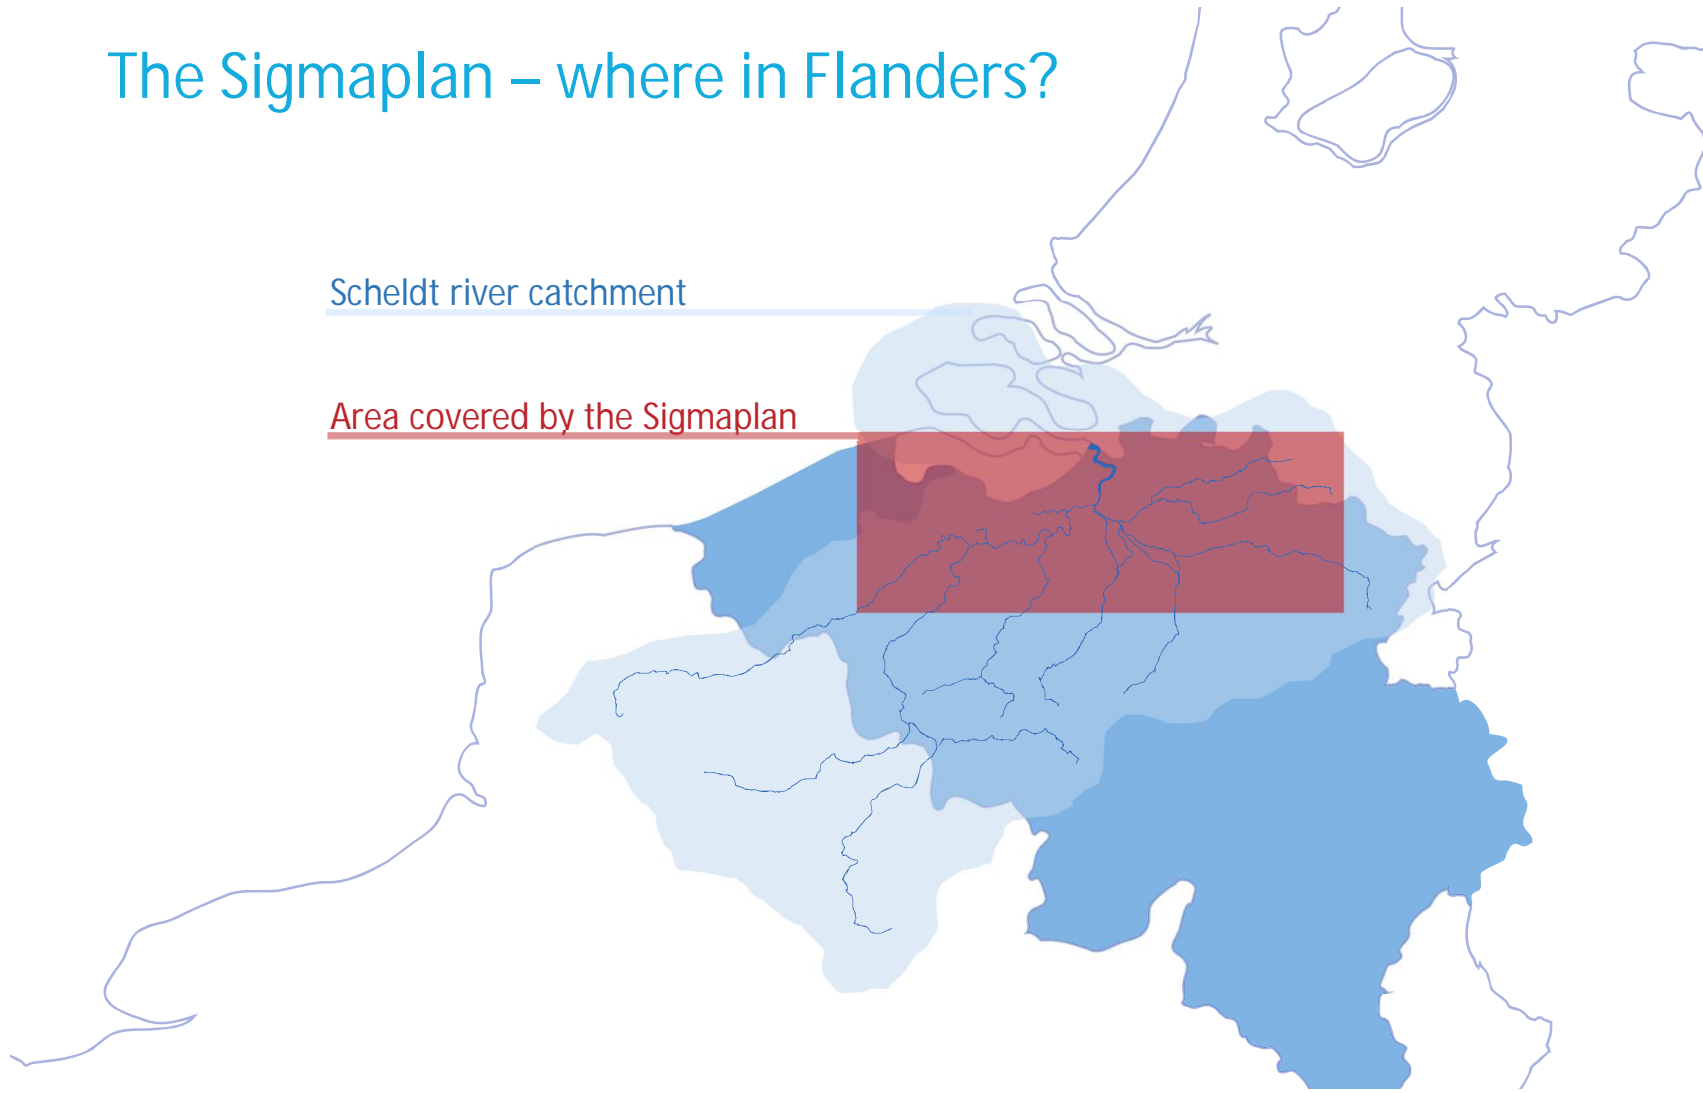 The Sigmaplan – where in Flanders?
Scheldt river catchment
Area covered by the Sigmaplan